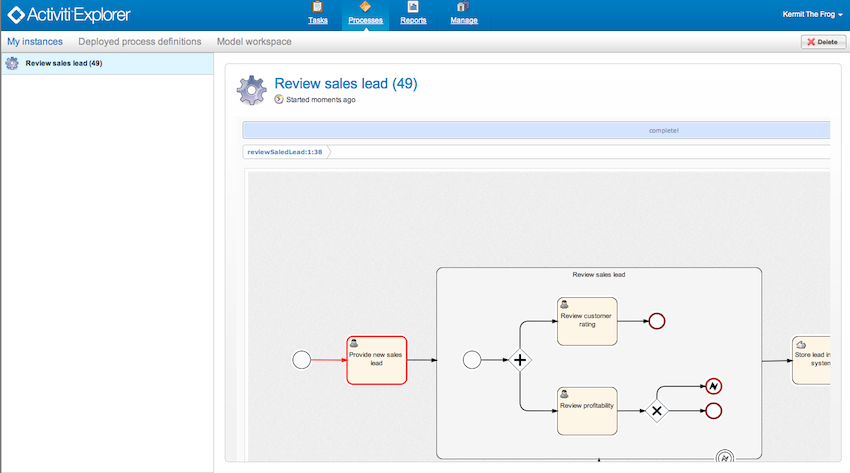 Activiti Explorer
Tasks
Processes
Reports
Manage
Kermit The Frog
My instances
Deployed process definitions
Model workspace
Delete
Review sales lead (49)
Review sales lead (49)
Started moments ago
complete!
reviewSaledLead:1:38
Review sales lead
Review customer
rating
Provide new sales
lead
Store lead in
system
Review profitability